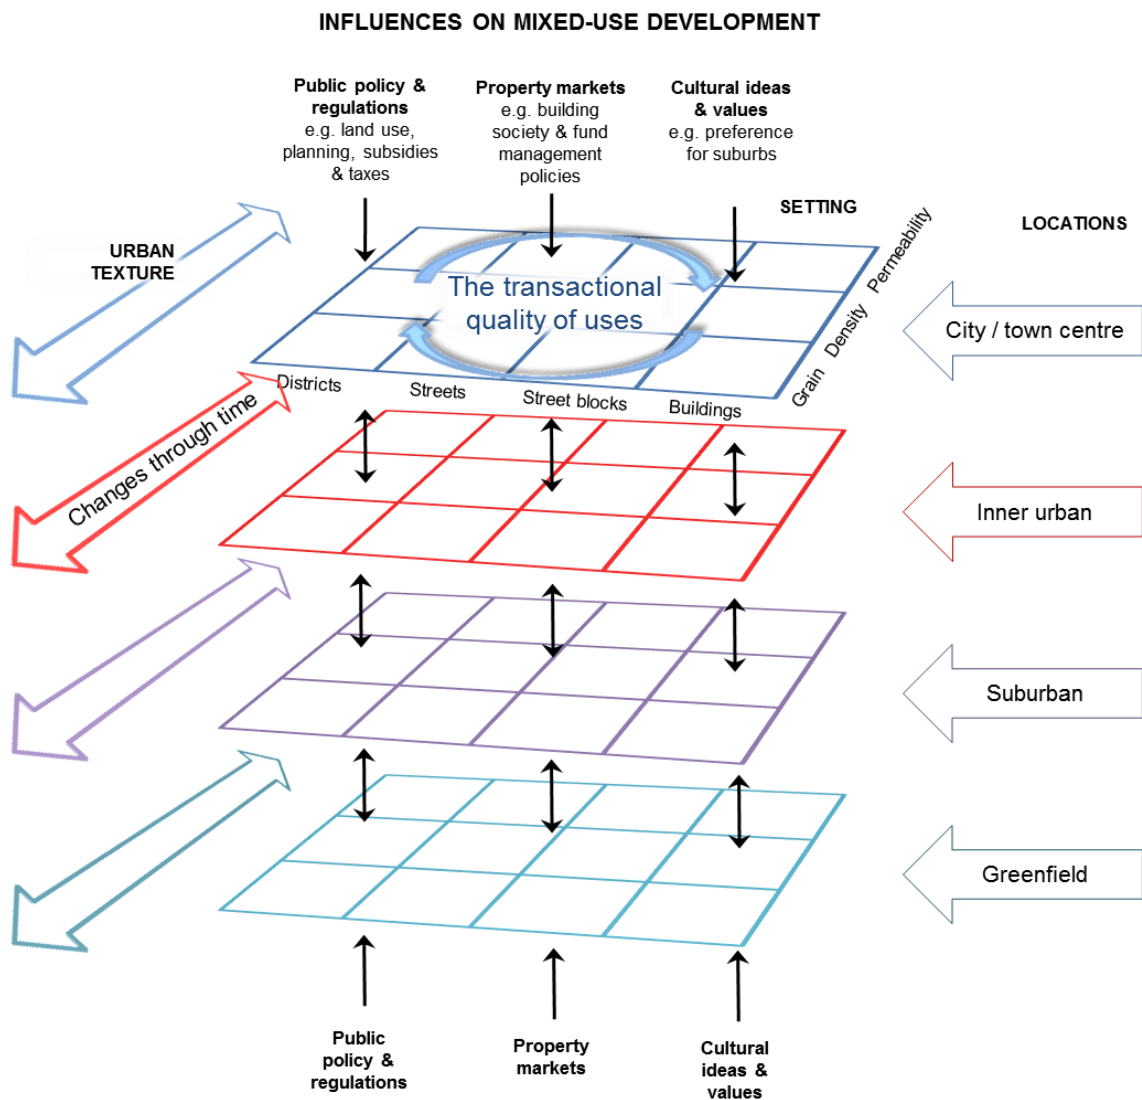 INFLUENCES ON MIXED-USE DEVELOPMENT
Public policy &
regulations
e.g. land use,
planning, subsidies
& taxes
Property markets
e.g. building
society & fund
management
policies
Cultural ideas
& values
e.g. preference
for suburbs
SETTING
LOCATIONS
URBAN
TEXTURE
The transactional
quality of uses
Grain Density Permeability
City / town centre
Districts
Streets
Street blocks
Buildings
Changes through time
Inner urban
Suburban
Greenfield
Public
policy &
regulations
Property
markets
Cultural
ideas &
values